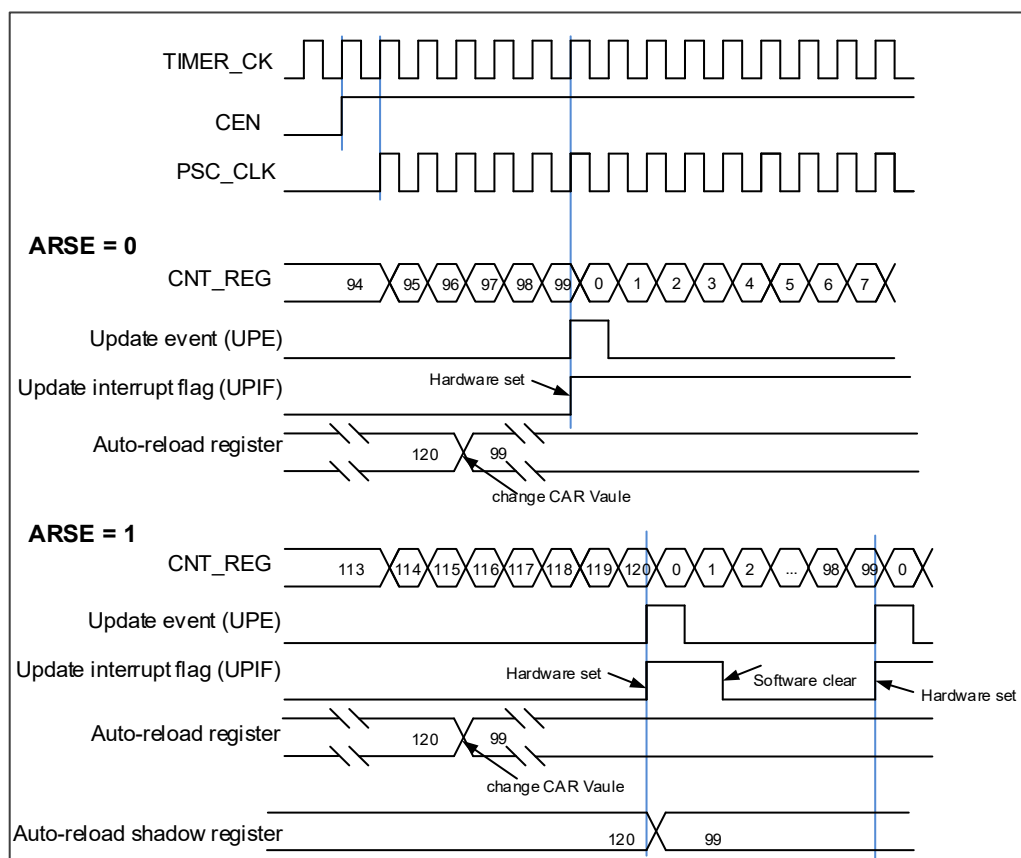 TIMER_CK
CEN
PSC_CLK
ARSE = 0
CNT_REG 94 95 96 97 98 99 0 1 2 3 4 5 6 7
Update event (UPE)
Hardware set
Update interrupt flag (UPIF)
Auto-reload register
120 99
change CAR Vaule
ARSE = 1
CNT_REG 113 114 115 116 117 118 119 120 0 1 2 ... 98 99 0
Update event (UPE)
Update interrupt flag (UPIF) Hardware set Software clear
Hardware set
Auto-reload register
120 99
change CAR Vaule
Auto-reload shadow register 120 99